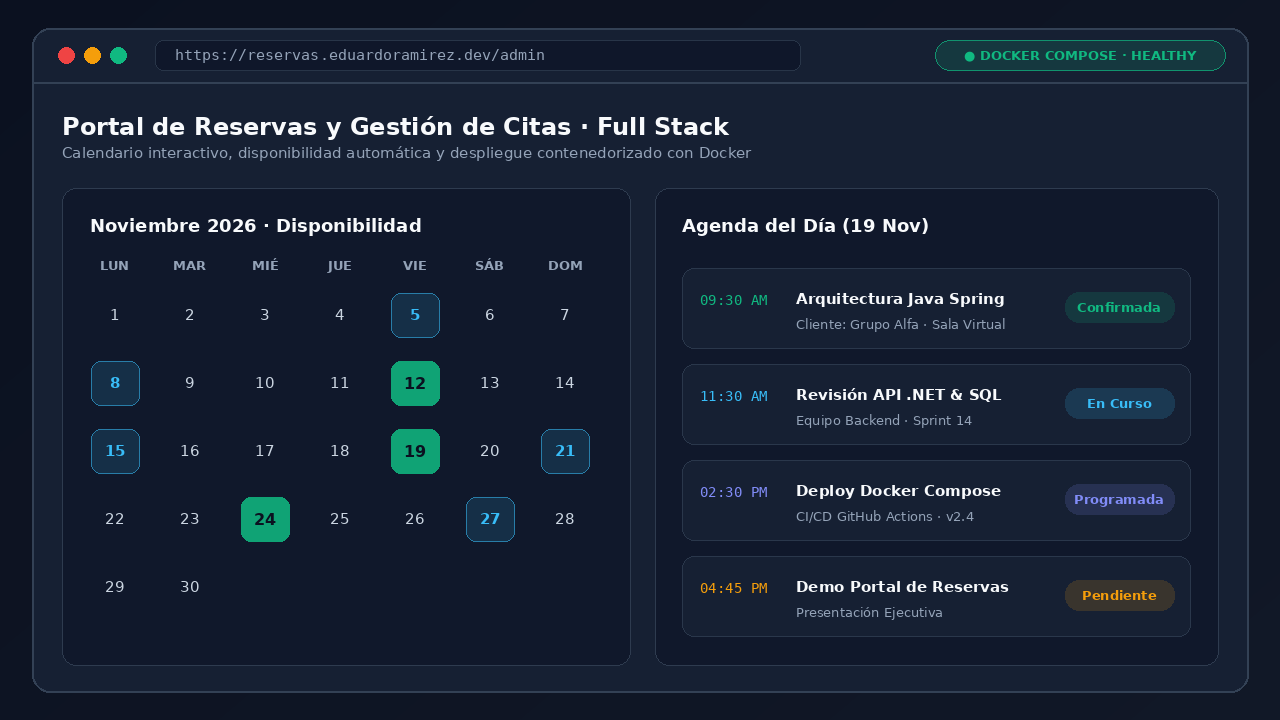 https://reservas.eduardoramirez.dev/admin
● DOCKER COMPOSE · HEALTHY
Portal de Reservas y Gestión de Citas · Full Stack
Calendario interactivo, disponibilidad automática y despliegue contenedorizado con Docker
Noviembre 2026 · Disponibilidad
LUN MAR MIÉ JUE VIE SÁB DOM
1 2 3 4 5 6 7
8 9 10 11 12 13 14
15 16 17 18 19 20 21
22 23 24 25 26 27 28
29 30
Agenda del Día (19 Nov)
09:30 AM Arquitectura Java Spring Confirmada
Cliente: Grupo Alfa · Sala Virtual
11:30 AM Revisión API .NET & SQL En Curso
Equipo Backend · Sprint 14
02:30 PM Deploy Docker Compose Programada
CI/CD GitHub Actions · v2.4
04:45 PM Demo Portal de Reservas Pendiente
Presentación Ejecutiva